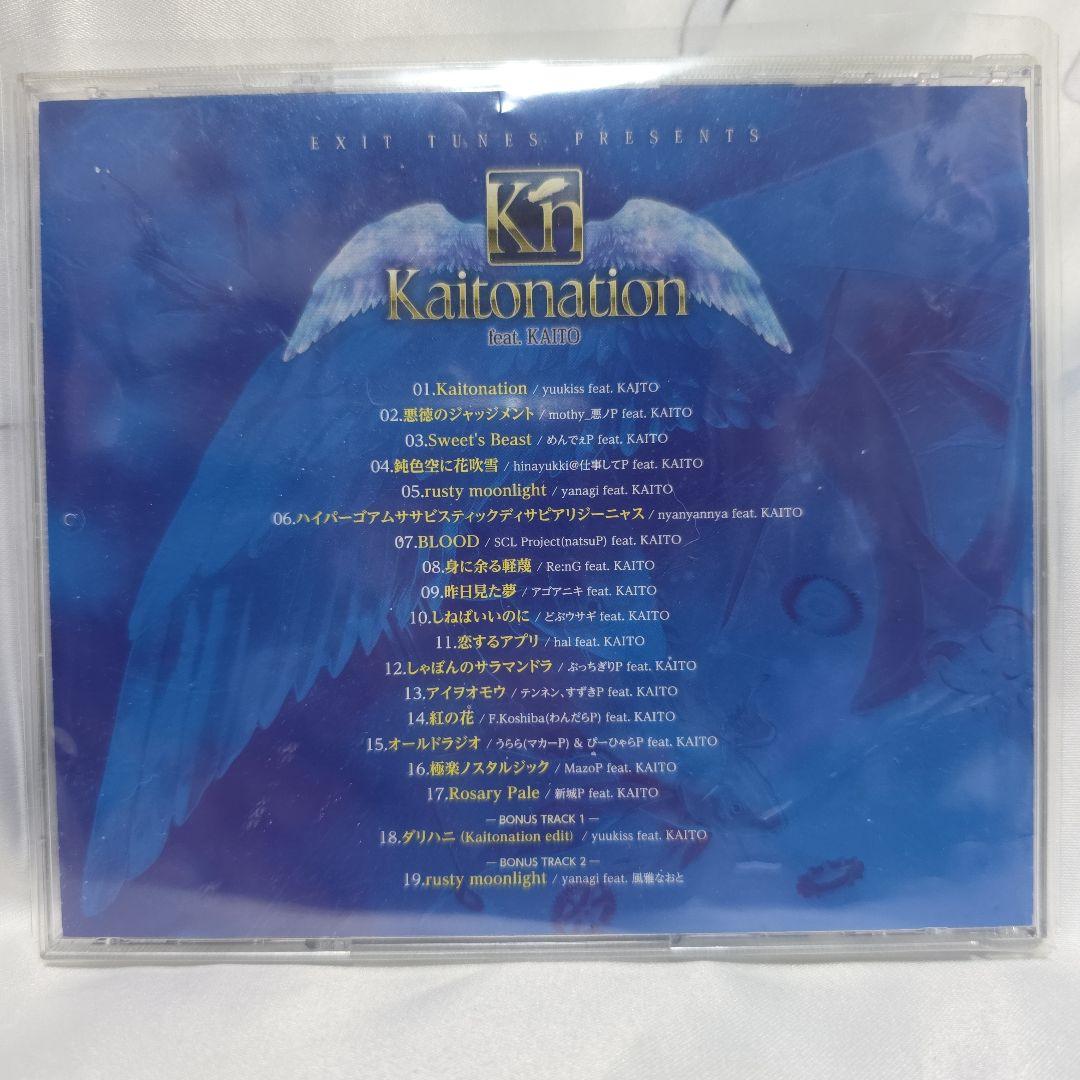 EXIT TUNES PRESENTS
Kn
Kaitonation
feat. KAITO
01.Kaitonation / yuukiss feat. KAITO
02.悪徳のジャッジメント / mothy_悪ノP feat. KAITO
03.Sweet's Beast / めんでぇP feat. KAITO
04.鈍色空に花吹雪 / hinayukki@仕事してP feat. KAITO
05.rusty moonlight / yanagi feat. KAITO
06.ハイパーゴアムササビスティックディサピアリジーニャス / nyanyannya feat. KAITO
07.BLOOD / SCL Project(natsuP) feat. KAITO
08.身に余る軽蔑 / Re:nG feat. KAITO
09.昨日見た夢 / アゴアニキ feat. KAITO
10.しねばいいのに / どぶウサギ feat. KAITO
11.恋するアプリ / hal feat. KAITO
12.しゃぼんのサラマンドラ / ぶっちぎりP feat. KAITO
13.アイヲオモウ / テンネン、すずきP feat. KAITO
14.紅の花 / F.Koshiba(わんだらP) feat. KAITO
15.オールドラジオ / うらら(マカーP) & ぴーひゃらP feat. KAITO
16.極楽ノスタルジック / MazoP feat. KAITO
17.Rosary Pale / 新城P feat. KAITO
— BONUS TRACK 1 —
18.ダリハニ (Kaitonation edit) / yuukiss feat. KAITO
— BONUS TRACK 2 —
19.rusty moonlight / yanagi feat. 風雅なおと